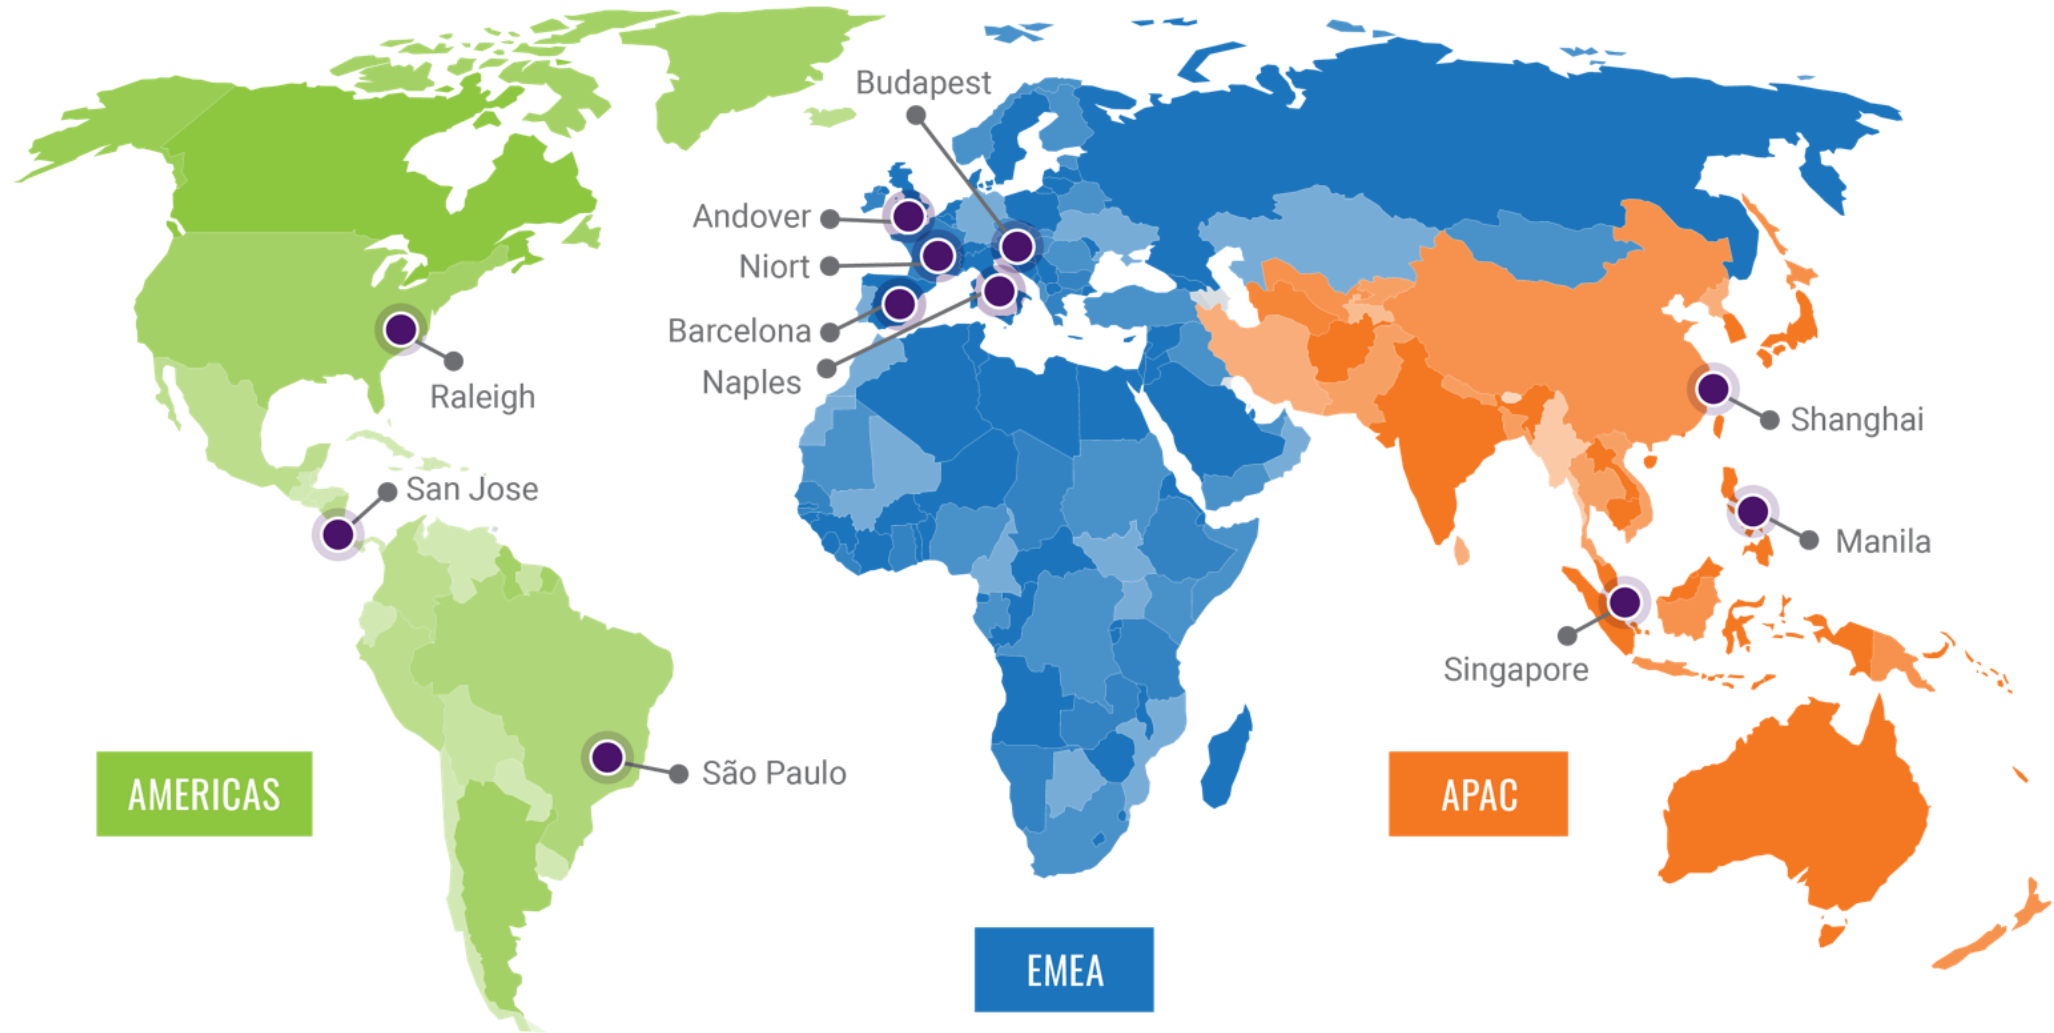 Budapest
Andover
Niort
Barcelona
Naples
Raleigh
San Jose
São Paulo
Shanghai
Manila
Singapore
AMERICAS
APAC
EMEA